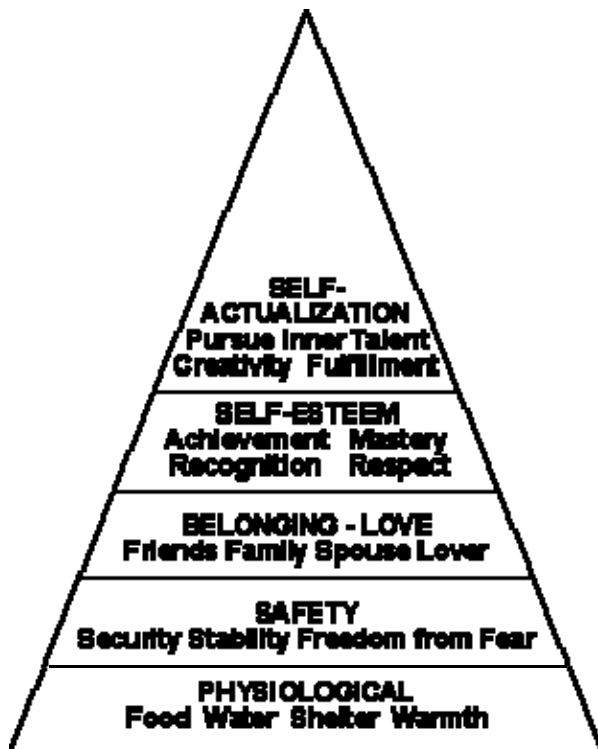 SELF-
ACTUALIZATION
Pursue Inner Talent
Creativity Fulfillment
SELF-ESTEEM
Achievement Mastery
Recognition Respect
BELONGING - LOVE
Friends Family Spouse Lover
SAFETY
Security Stability Freedom from Fear
PHYSIOLOGICAL
Food Water Shelter Warmth